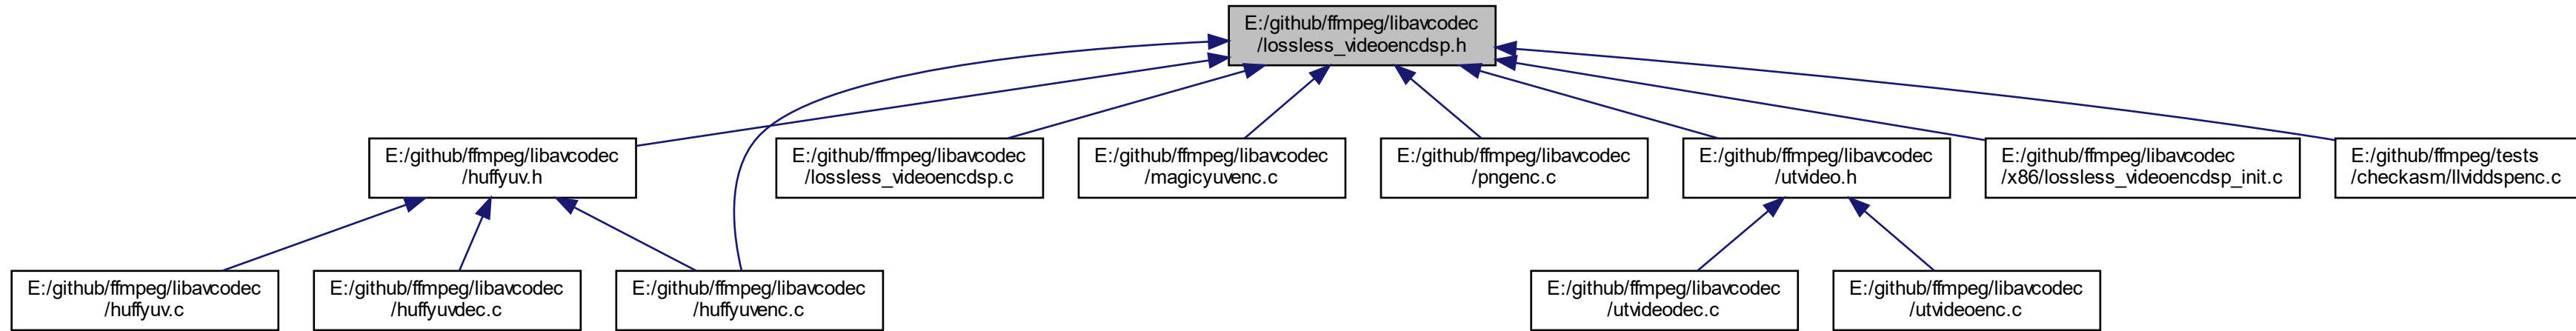 E:/github/ffmpeg/libavcodec
/lossless_videoencdsp.h
E:/github/ffmpeg/libavcodec
/huffyuv.h
E:/github/ffmpeg/libavcodec
/lossless_videoencdsp.c
E:/github/ffmpeg/libavcodec
/magicyuvenc.c
E:/github/ffmpeg/libavcodec
/pngenc.c
E:/github/ffmpeg/libavcodec
/utvideo.h
E:/github/ffmpeg/libavcodec
/x86/lossless_videoencdsp_init.c
E:/github/ffmpeg/tests
/checkasm/llviddspenc.c
E:/github/ffmpeg/libavcodec
/huffyuv.c
E:/github/ffmpeg/libavcodec
/huffyuvdec.c
E:/github/ffmpeg/libavcodec
/huffyuvenc.c
E:/github/ffmpeg/libavcodec
/utvideodec.c
E:/github/ffmpeg/libavcodec
/utvideoenc.c